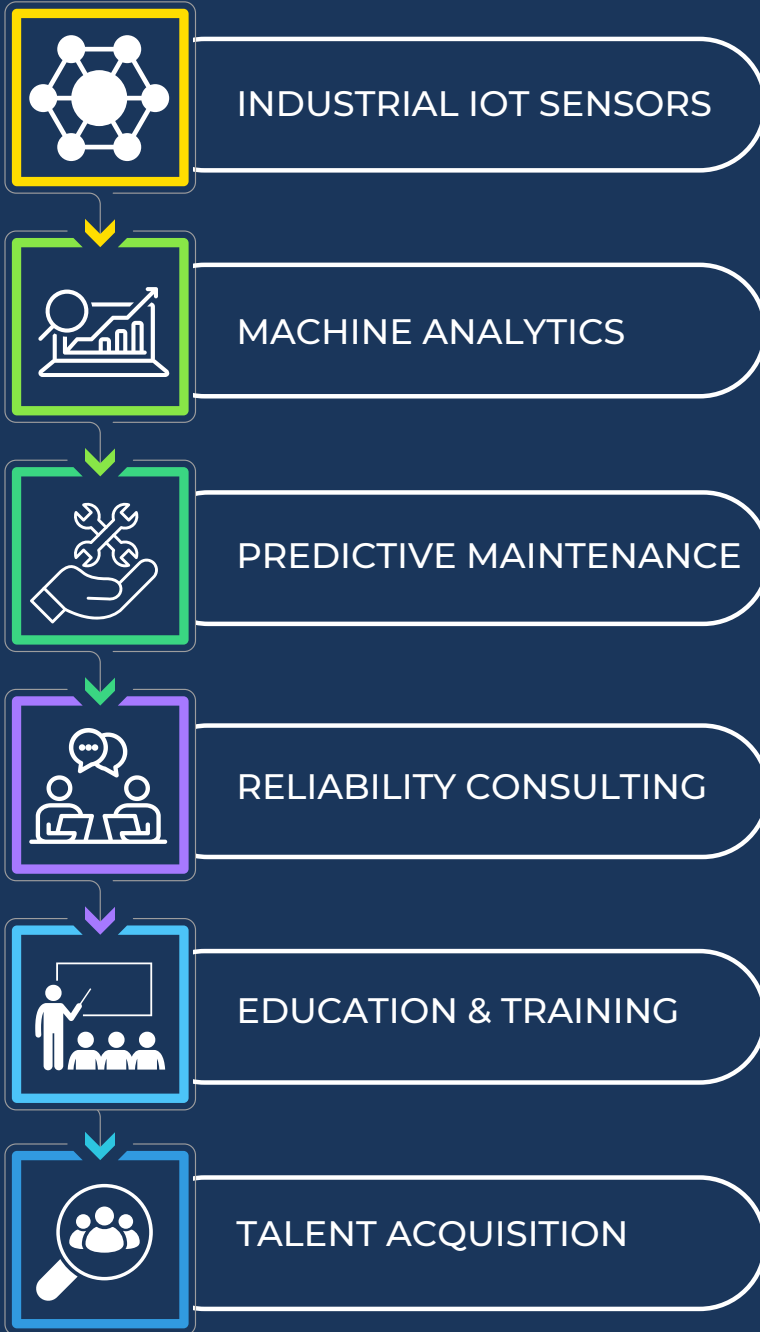 INDUSTRIAL IOT SENSORS
MACHINE ANALYTICS
PREDICTIVE MAINTENANCE
RELIABILITY CONSULTING
EDUCATION & TRAINING
TALENT ACQUISITION